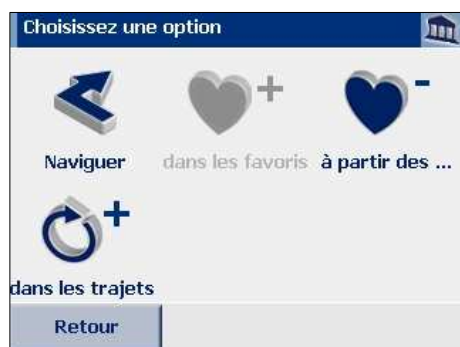 Choisissez une option
Naviguer
dans les favoris
à partir des ...
dans les trajets
Retour